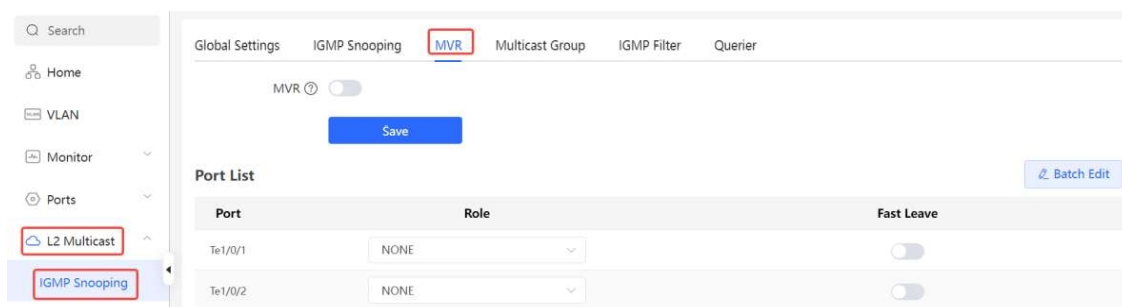 Search
Home
VLAN
Monitor
Ports
L2 Multicast
IGMP Snooping
Global Settings IGMP Snooping MVR Multicast Group IGMP Filter Querier
MVR
Save
Port List
Batch Edit
Port Role Fast Leave
Te1/0/1 NONE
Te1/0/2 NONE